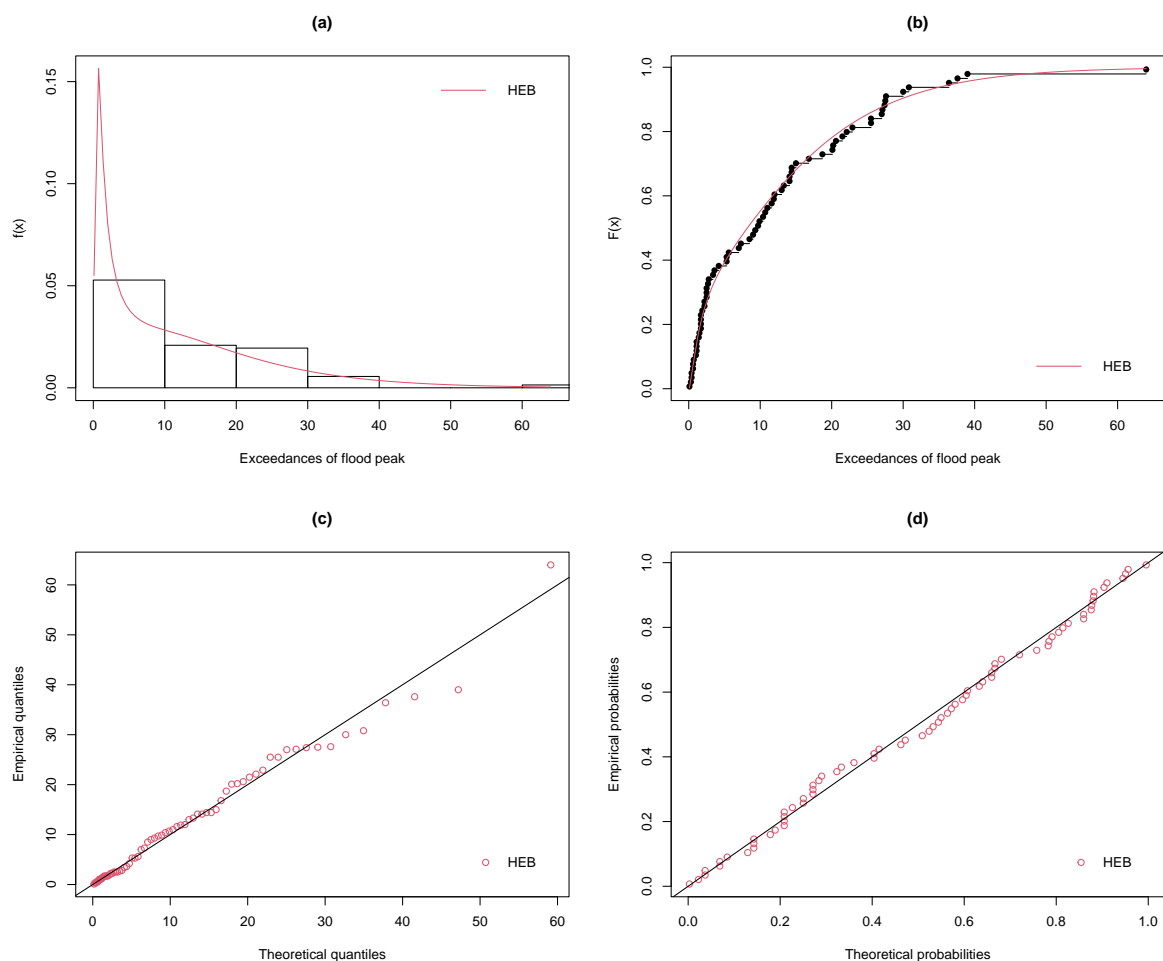 (a)
f(x)
0.15
0.10
0.05
0.00
HEB
0 10 20 30 40 50 60
Exceedances of flood peak
(b)
F(x)
1.0
0.8
0.6
0.4
0.2
0.0
HEB
0 10 20 30 40 50 60
Exceedances of flood peak
(c)
Empirical quantiles
60
50
40
30
20
10
0
HEB
0 10 20 30 40 50 60
Theoretical quantiles
(d)
Empirical probabilities
1.0
0.8
0.6
0.4
0.2
0.0
HEB
0.0 0.2 0.4 0.6 0.8 1.0
Theoretical probabilities